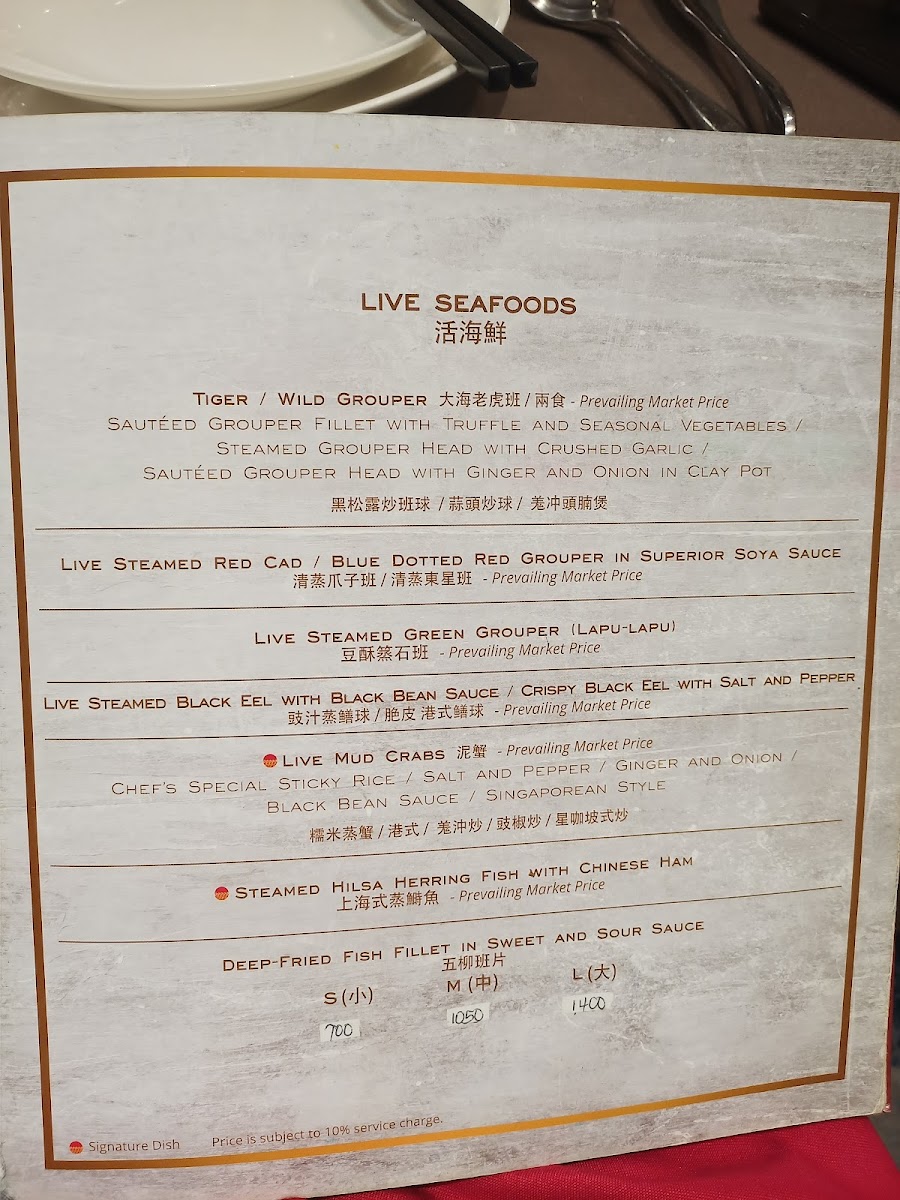 LIVE SEAFOODS
活海鮮
TIGER / WILD GROUPER 大海老虎班 / 兩食 - Prevailing Market Price
SAUTÉED GROUPER FILLET WITH TRUFFLE AND SEASONAL VEGETABLES /
STEAMED GROUPER HEAD WITH CRUSHED GARLIC /
SAUTÉED GROUPER HEAD WITH GINGER AND ONION IN CLAY POT
黑松露炒班球 / 蒜頭炒球 / 羗冲頭腩煲
LIVE STEAMED RED CAD / BLUE DOTTED RED GROUPER IN SUPERIOR SOYA SAUCE
清蒸爪子班 / 清蒸東星班 - Prevailing Market Price
LIVE STEAMED GREEN GROUPER (LAPU-LAPU)
豆酥蒸石班 - Prevailing Market Price
LIVE STEAMED BLACK EEL WITH BLACK BEAN SAUCE / CRISPY BLACK EEL WITH SALT AND PEPPER
豉汁蒸鱔球 / 脆皮 港式鱔球 - Prevailing Market Price
LIVE MUD CRABS 泥蟹 - Prevailing Market Price
CHEF'S SPECIAL STICKY RICE / SALT AND PEPPER / GINGER AND ONION /
BLACK BEAN SAUCE / SINGAPOREAN STYLE
糯米蒸蟹 / 港式 / 羗沖炒 / 豉椒炒 / 星咖坡式炒
STEAMED HILSA HERRING FISH WITH CHINESE HAM
上海式蒸鰣魚 - Prevailing Market Price
DEEP-FRIED FISH FILLET IN SWEET AND SOUR SAUCE
五柳班片
S (小) M (中) L (大)
700 1050 1,400
Signature Dish Price is subject to 10% service charge.